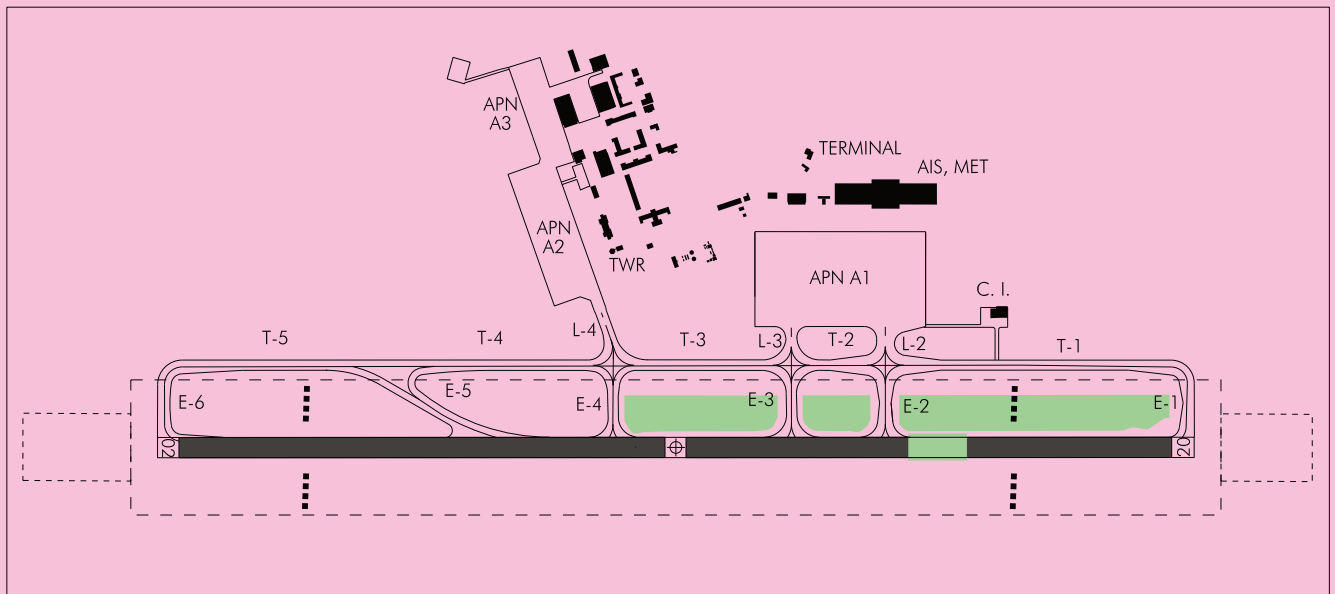 APN
A3
TERMINAL
AIS, MET
APN
A2
TWR
APN A1
C. I.
T-5
T-4
L-4
T-3
L-3
T-2
L-2
T-1
E-6
E-5
E-4
E-3
E-2
E-1
02
20